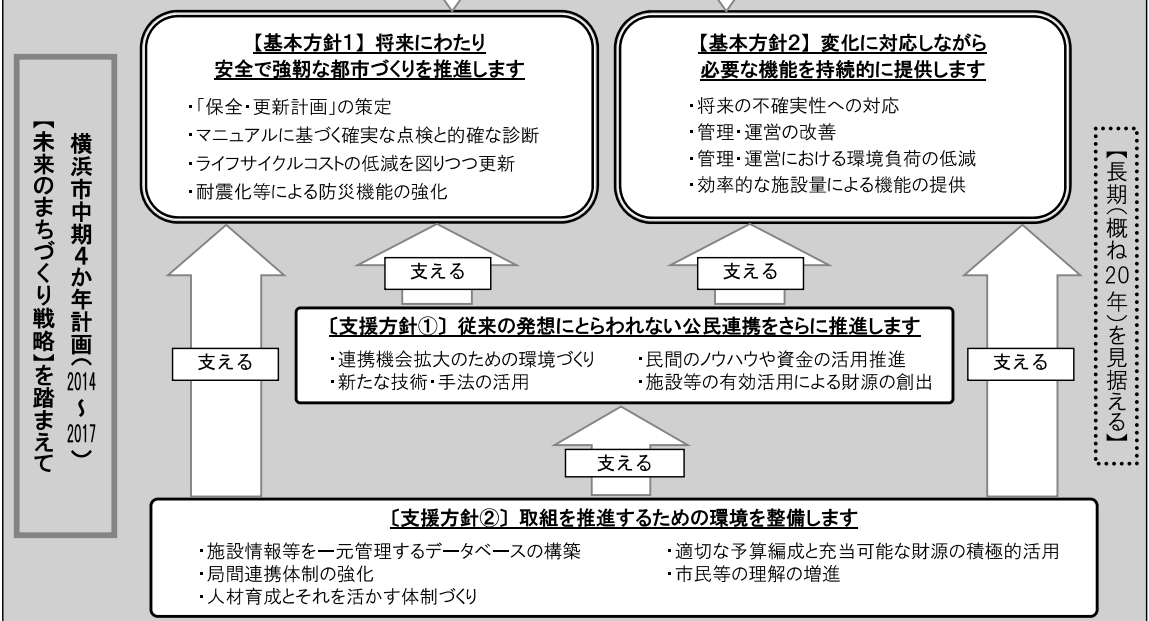 【基本方針1】 将来にわたり
安全で強靭な都市づくりを推進します
・「保全・更新計画」の策定
・マニュアルに基づく確実な点検と的確な診断
・ライフサイクルコストの低減を図りつつ更新
・耐震化等による防災機能の強化
【基本方針2】 変化に対応しながら
必要な機能を持続的に提供します
・将来の不確実性への対応
・管理・運営の改善
・管理・運営における環境負荷の低減
・効率的な施設量による機能の提供
横浜市中期4か年計画(2014～2017)
【未来のまちづくり戦略】を踏まえて
【長期(概ね20年)を見据える】
支える
支える
支える
支える
〔支援方針①〕 従来の発想にとらわれない公民連携をさらに推進します
・連携機会拡大のための環境づくり
・新たな技術・手法の活用
・民間のノウハウや資金の活用推進
・施設等の有効活用による財源の創出
支える
〔支援方針②〕 取組を推進するための環境を整備します
・施設情報等を一元管理するデータベースの構築
・局間連携体制の強化
・人材育成とそれを活かす体制づくり
・適切な予算編成と充当可能な財源の積極的活用
・市民等の理解の増進